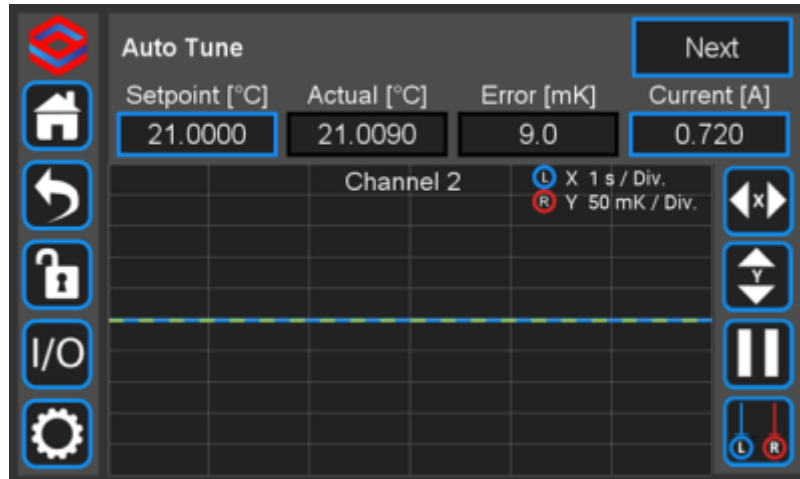 Auto Tune
Next
Setpoint [°C] Actual [°C] Error [mK] Current [A]
21.0000 21.0090 9.0 0.720
Channel 2
L X 1 s / Div.
R Y 50 mK / Div.
X
Y
I/O
L R